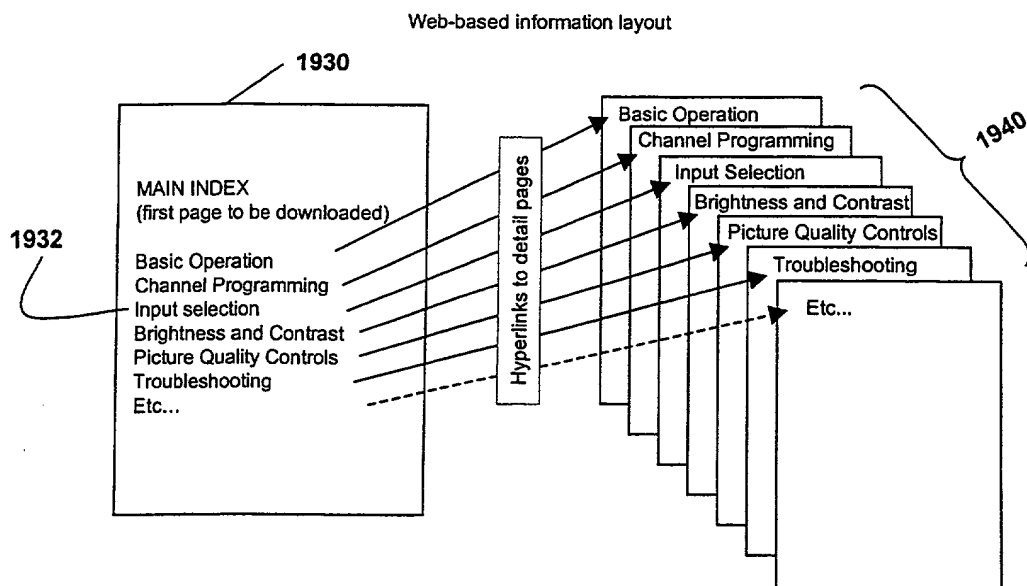 Web-based information layout
1930
1932
MAIN INDEX
(first page to be downloaded)
Basic Operation
Channel Programming
Input selection
Brightness and Contrast
Picture Quality Controls
Troubleshooting
Etc...
Hyperlinks to detail pages
Basic Operation
Channel Programming
Input Selection
Brightness and Contrast
Picture Quality Controls
Troubleshooting
Etc...
1940